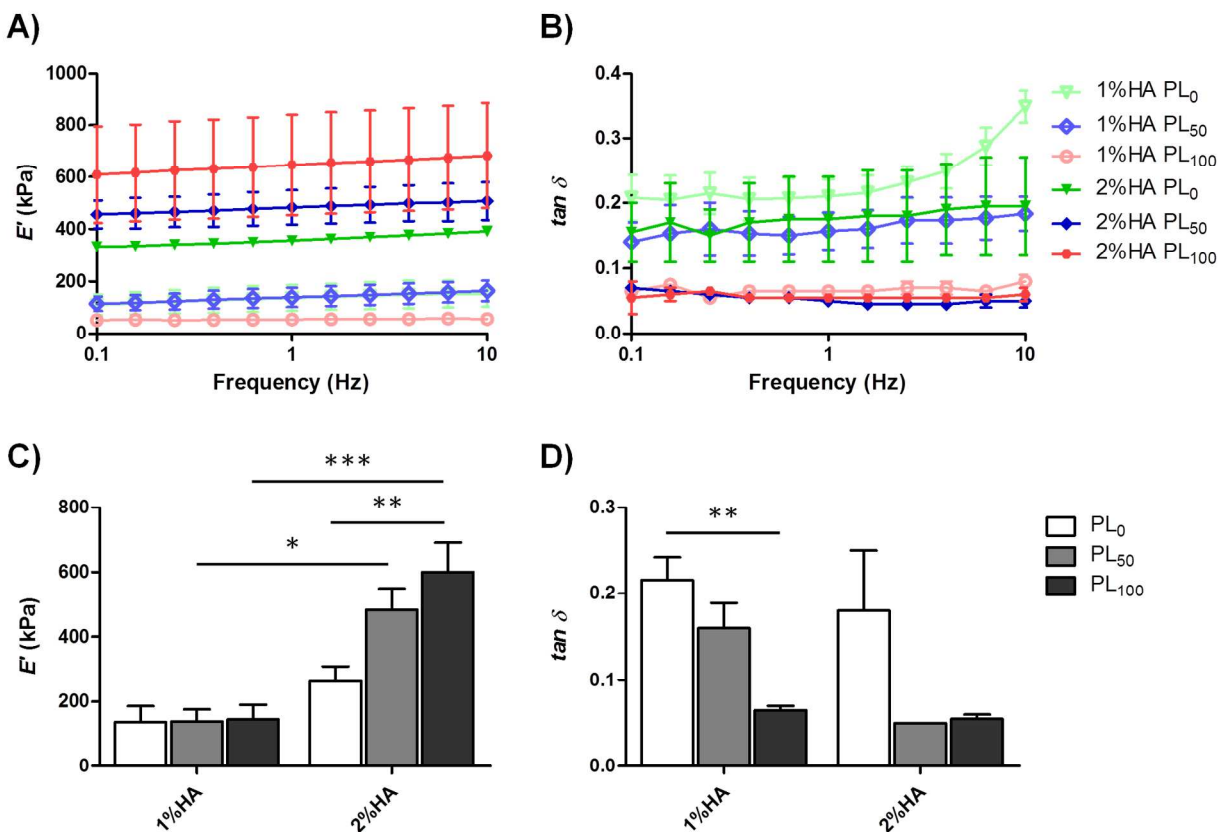 A)
E' (kPa)
1000
800
600
400
200
0
0.1
1
10
Frequency (Hz)
B)
tan δ
0.4
0.3
0.2
0.1
0.0
0.1
1
10
Frequency (Hz)
1%HA PL0
1%HA PL50
1%HA PL100
2%HA PL0
2%HA PL50
2%HA PL100
C)
E' (kPa)
800
600
400
200
0
***
**
*
1%HA
2%HA
D)
tan δ
0.3
0.2
0.1
0.0
**
1%HA
2%HA
PL0
PL50
PL100